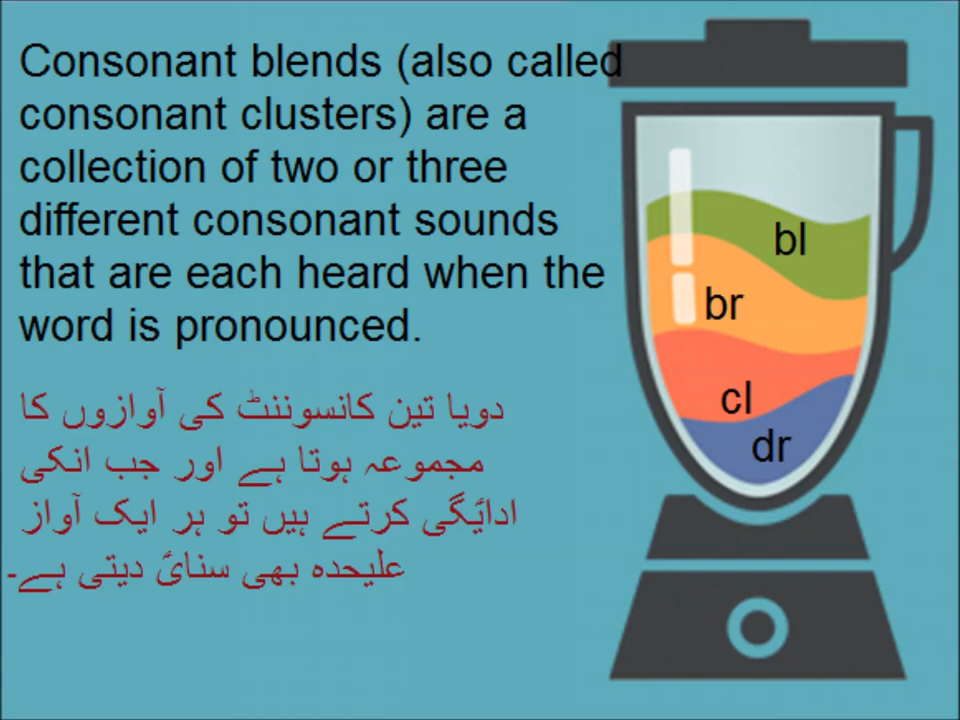 Consonant blends (also called
consonant clusters) are a
collection of two or three
different consonant sounds
that are each heard when the
word is pronounced.
دویا تین کانسوننٹ کی آوازوں کا
مجموعہ ہوتا ہے اور جب انکی
ادائیگی کرتے ہیں تو ہر ایک آواز
علیحدہ بھی سنائ دیتی ہے۔
bl
br
cl
dr